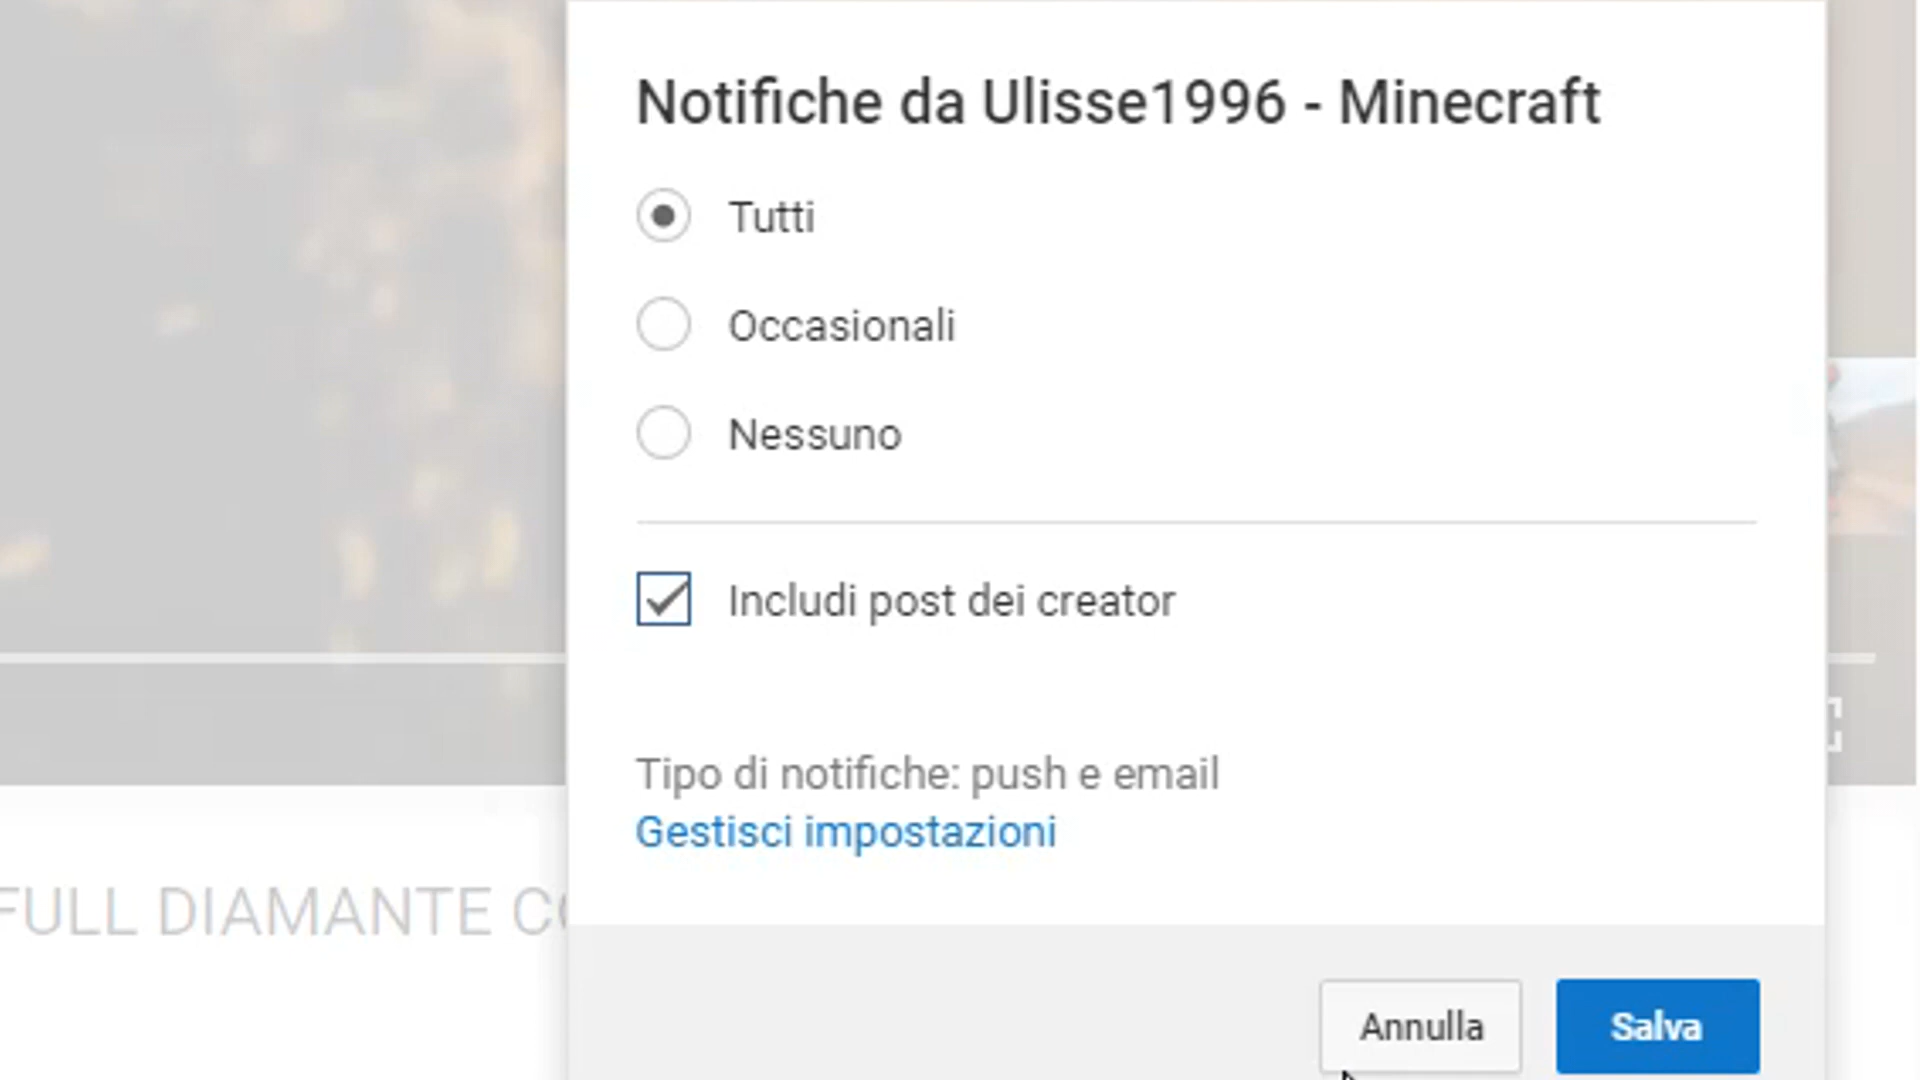 Notifiche da Ulisse1996 - Minecraft
Tutti
Occasionali
Nessuno
Includi post dei creator
Tipo di notifiche: push e email
Gestisci impostazioni
FULL DIAMANTE
Annulla
Salva